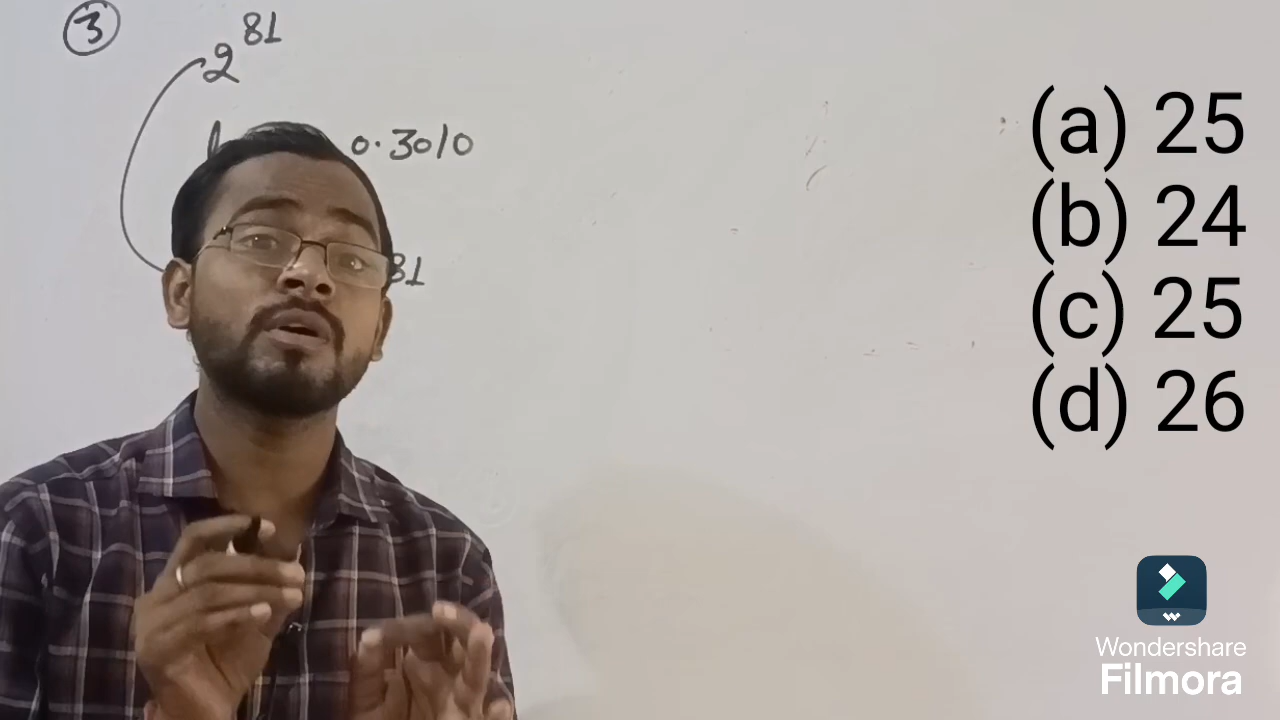 3
2^81
0.3010
81
(a) 25
(b) 24
(c) 25
(d) 26
Wondershare
Filmora